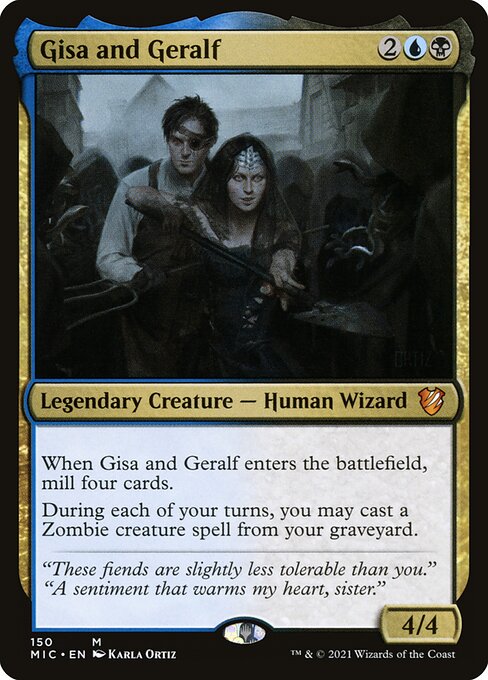 Gisa and Geralf 2
ORTIZ
Legendary Creature — Human Wizard
When Gisa and Geralf enters the battlefield,
mill four cards.
During each of your turns, you may cast a
Zombie creature spell from your graveyard.
“These fiends are slightly less tolerable than you.”
“A sentiment that warms my heart, sister.”
4/4
150 M
MIC • EN Karla Ortiz ™ & © 2021 Wizards of the Coast